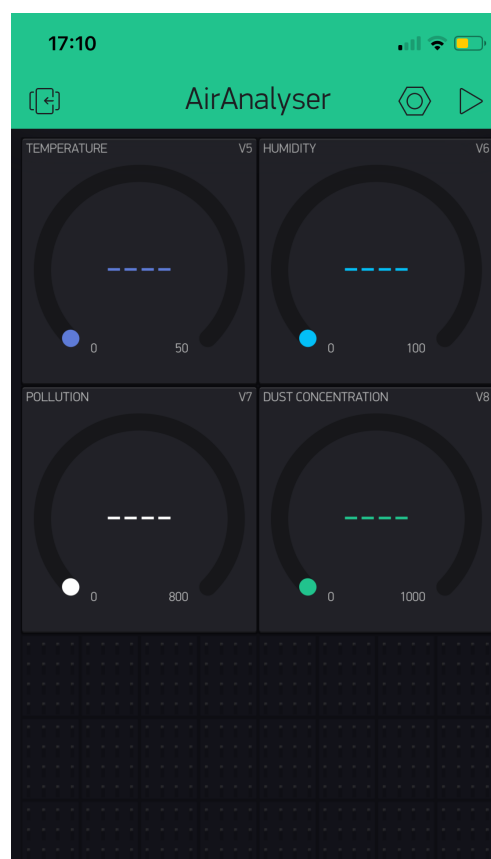 17:10
AirAnalyser
TEMPERATURE V5 HUMIDITY V6
---- ----
0 50 0 100
POLLUTION V7 DUST CONCENTRATION V8
---- ----
0 800 0 1000